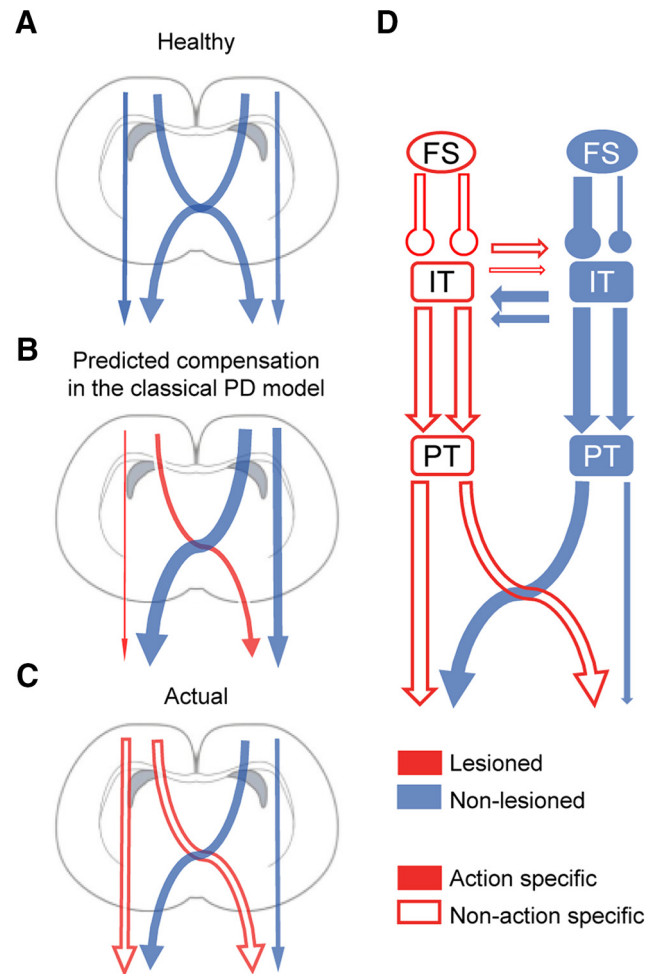 A
Healthy
B
Predicted compensation
in the classical PD model
C
Actual
D
FS
FS
IT
IT
PT
PT
Lesioned
Non-lesioned
Action specific
Non-action specific